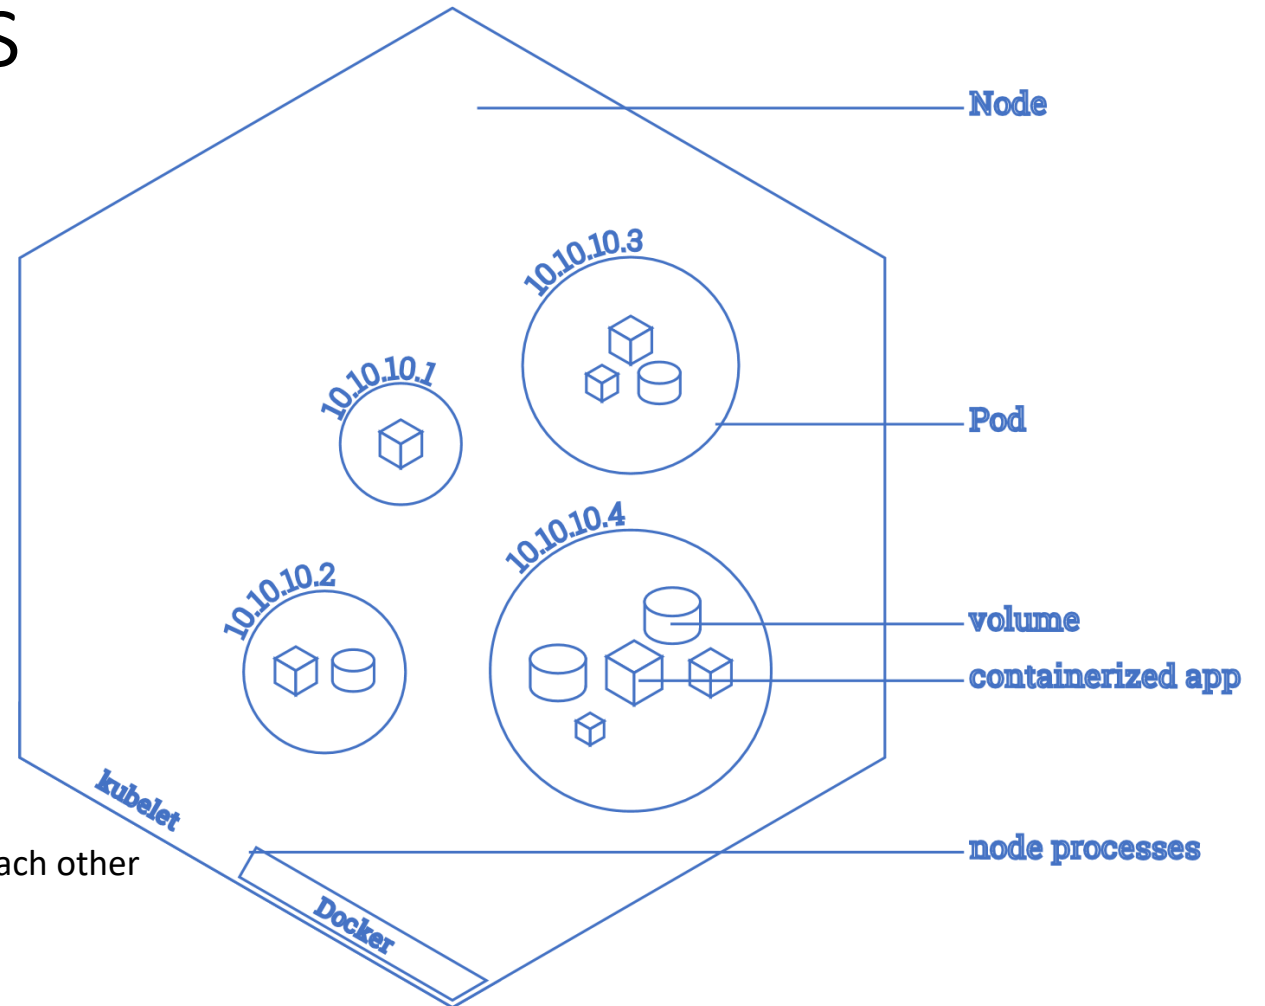 S
Node
10.10.10.3
10.10.10.1
Pod
10.10.10.4
10.10.10.2
volume
containerized app
kubelet
node processes
ach other
Docker